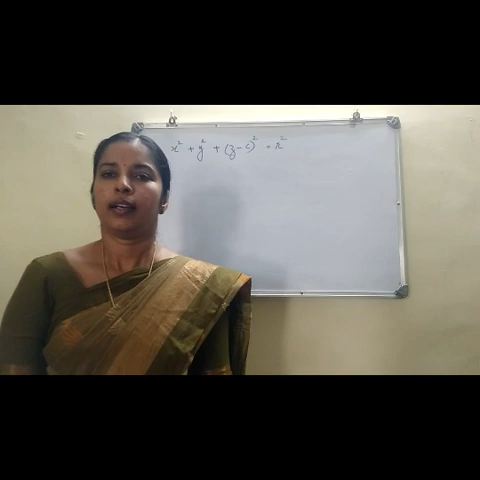 x² + y² + (z - c)² = r²